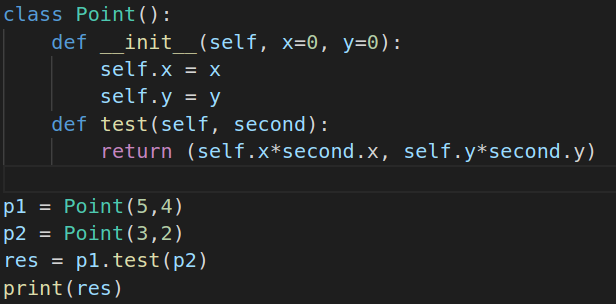 class Point():
    def __init__(self, x=0, y=0):
        self.x = x
        self.y = y
    def test(self, second):
        return (self.x*second.x, self.y*second.y)
p1 = Point(5,4)
p2 = Point(3,2)
res = p1.test(p2)
print(res)